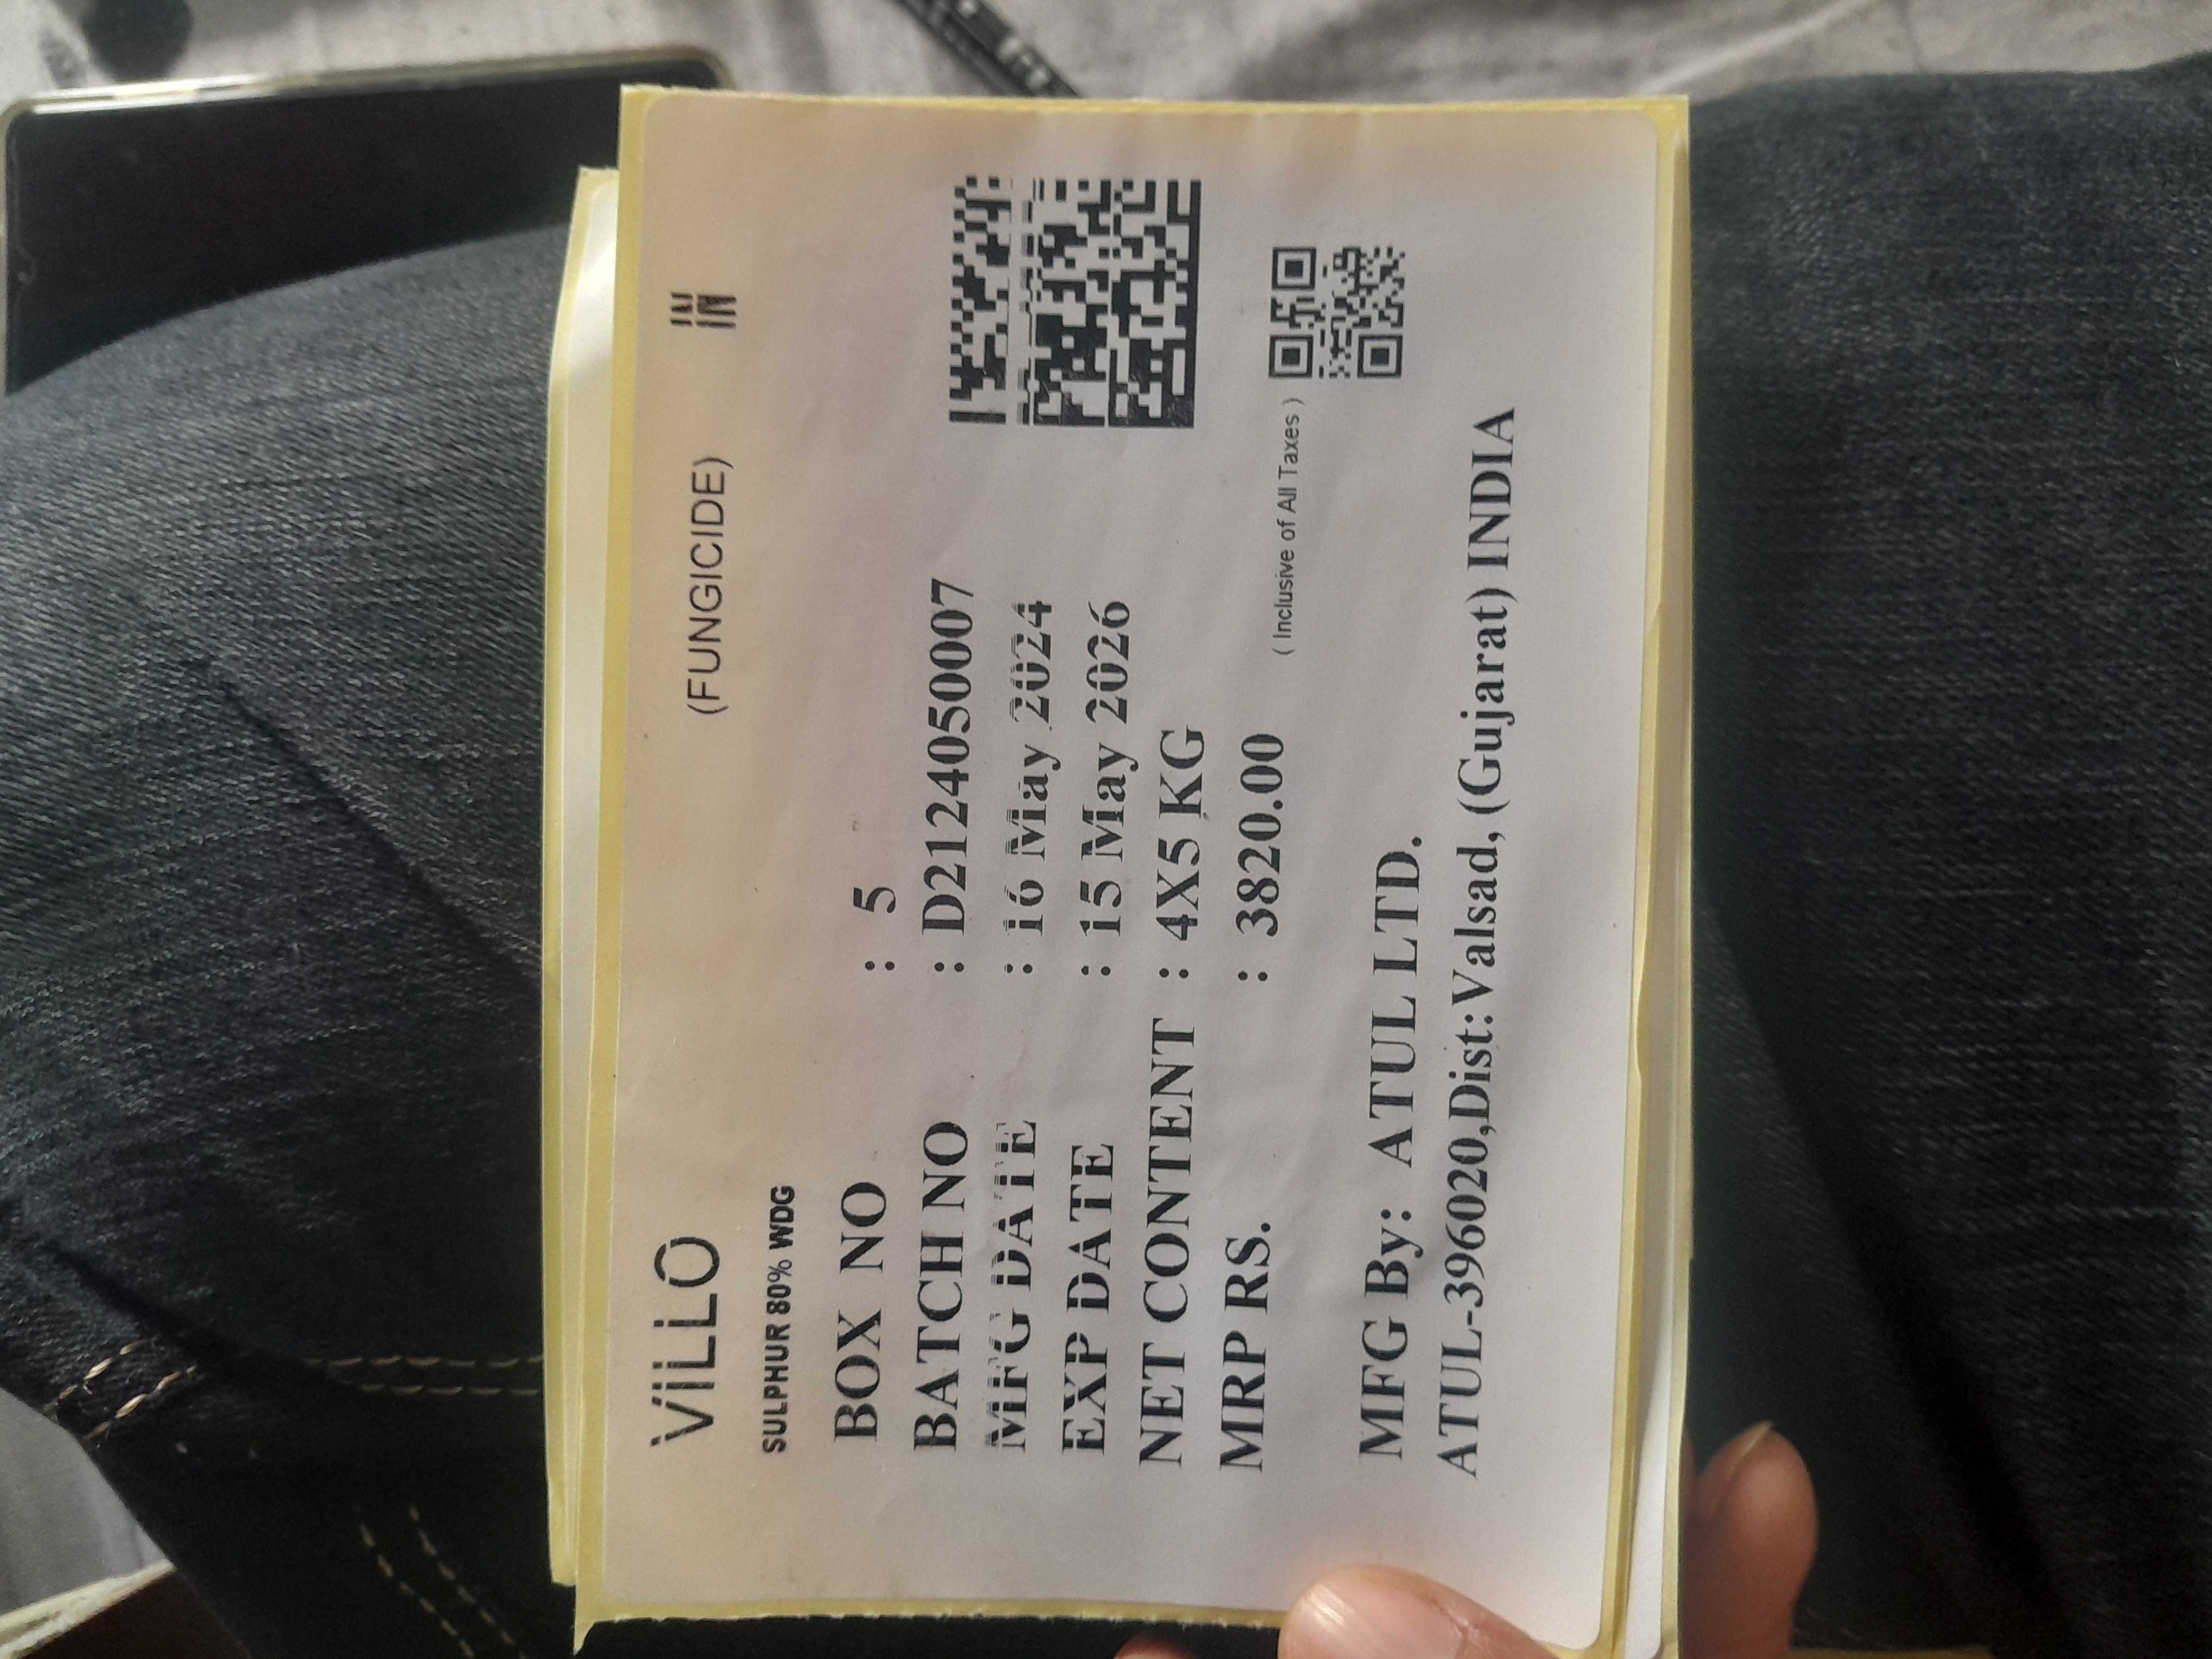 VILLO (FUNGICIDE)
SULPHUR 80% WDG
BOX NO : 5
BATCH NO : D2124050007
MFG DATE : 16 May 2024
EXP DATE : 15 May 2026
NET CONTENT : 4X5 KG
MRP RS. : 3820.00
( Inclusive of All Taxes )
MFG By: ATUL LTD.
ATUL-396020,Dist:Valsad, (Gujarat) INDIA